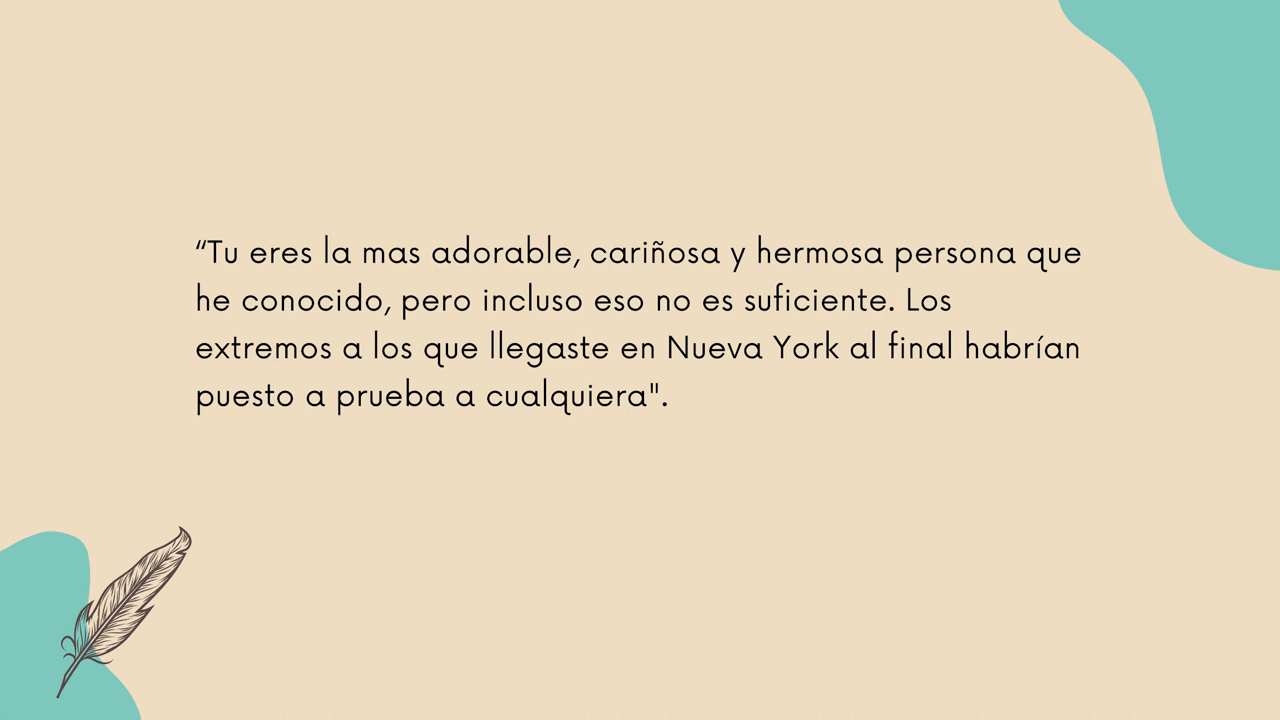 “Tu eres la mas adorable, cariñosa y hermosa persona que
he conocido, pero incluso eso no es suficiente. Los
extremos a los que llegaste en Nueva York al final habrían
puesto a prueba a cualquiera".